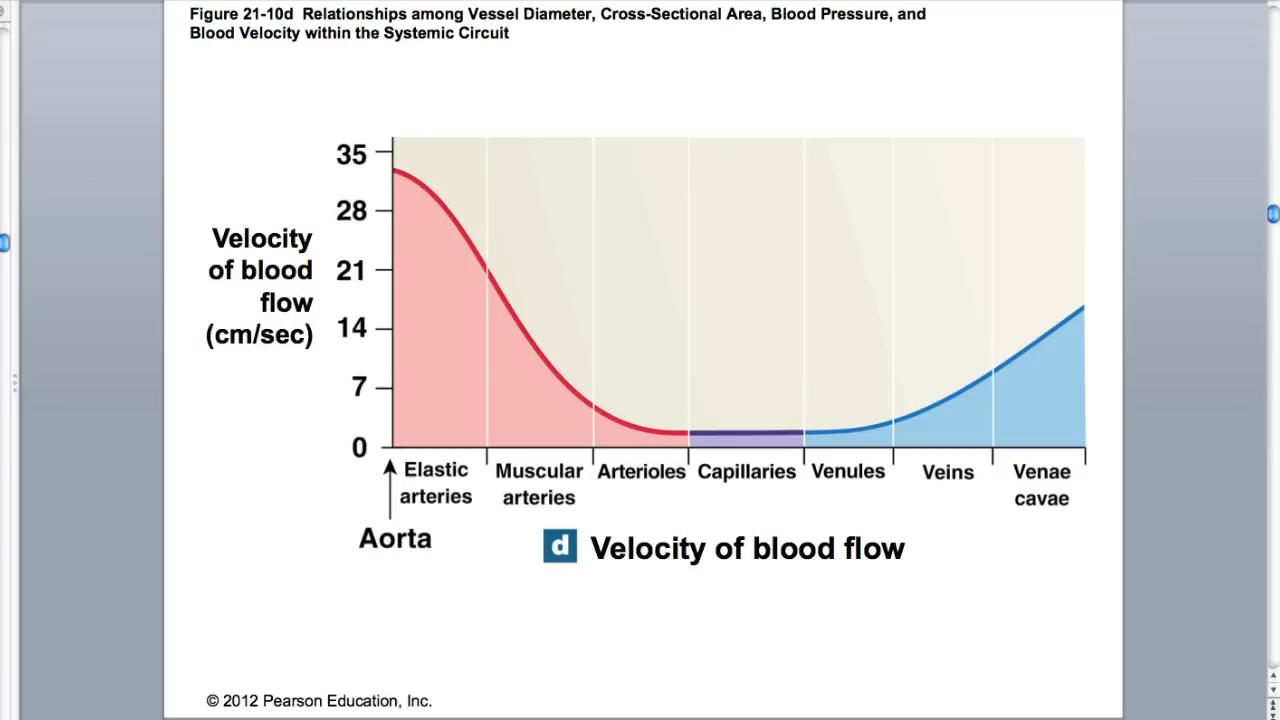 Figure 21-10d  Relationships among Vessel Diameter, Cross-Sectional Area, Blood Pressure, and
Blood Velocity within the Systemic Circuit
Velocity
of blood
flow
(cm/sec)
35
28
21
14
7
0
Elastic
arteries
Muscular
arteries
Arterioles
Capillaries
Venules
Veins
Venae
cavae
Aorta
d Velocity of blood flow
© 2012 Pearson Education, Inc.